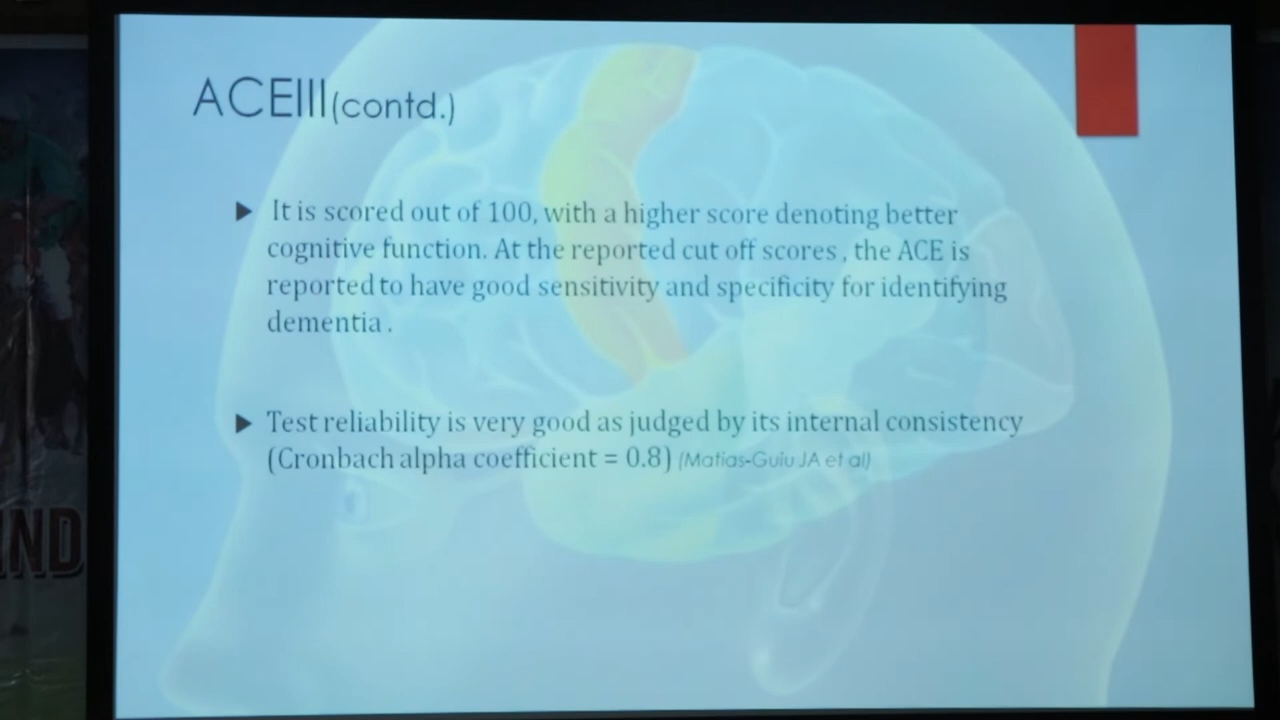 ACEIII(contd.)
It is scored out of 100, with a higher score denoting better
cognitive function. At the reported cut off scores , the ACE is
reported to have good sensitivity and specificity for identifying
dementia .
Test reliability is very good as judged by its internal consistency
(Cronbach alpha coefficient = 0.8) (Matias-Guiu JA et al)
IND